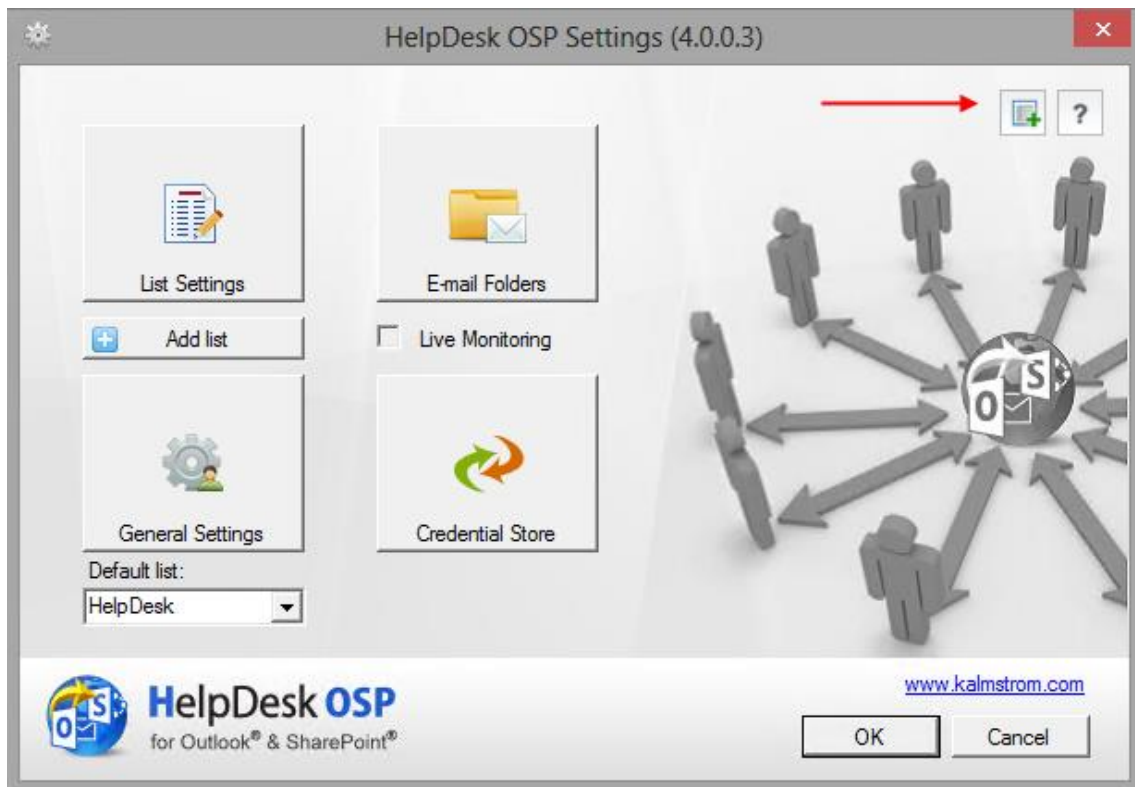 HelpDesk OSP Settings (4.0.0.3)
?
List Settings
E-mail Folders
Add list
Live Monitoring
S
O
General Settings
Credential Store
Default list:
HelpDesk
www.kalmstrom.com
S
O
HelpDesk OSP
for Outlook® & SharePoint®
OK
Cancel